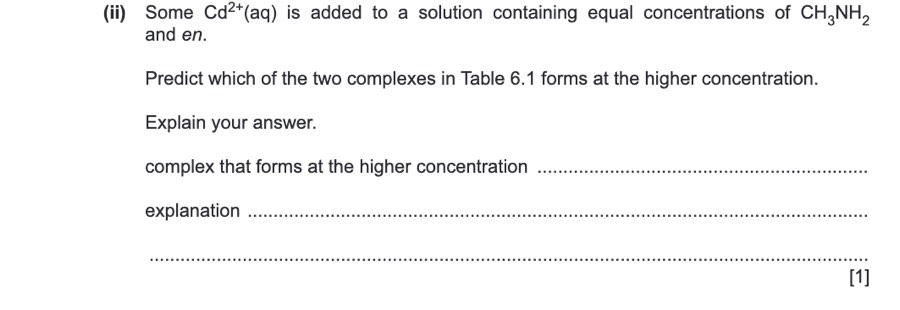 (ii) Some Cd²⁺(aq) is added to a solution containing equal concentrations of CH₃NH₂
and en.
Predict which of the two complexes in Table 6.1 forms at the higher concentration.
Explain your answer.
complex that forms at the higher concentration ................................................................
explanation ................................................................................................................
................................................................................................................................
[1]